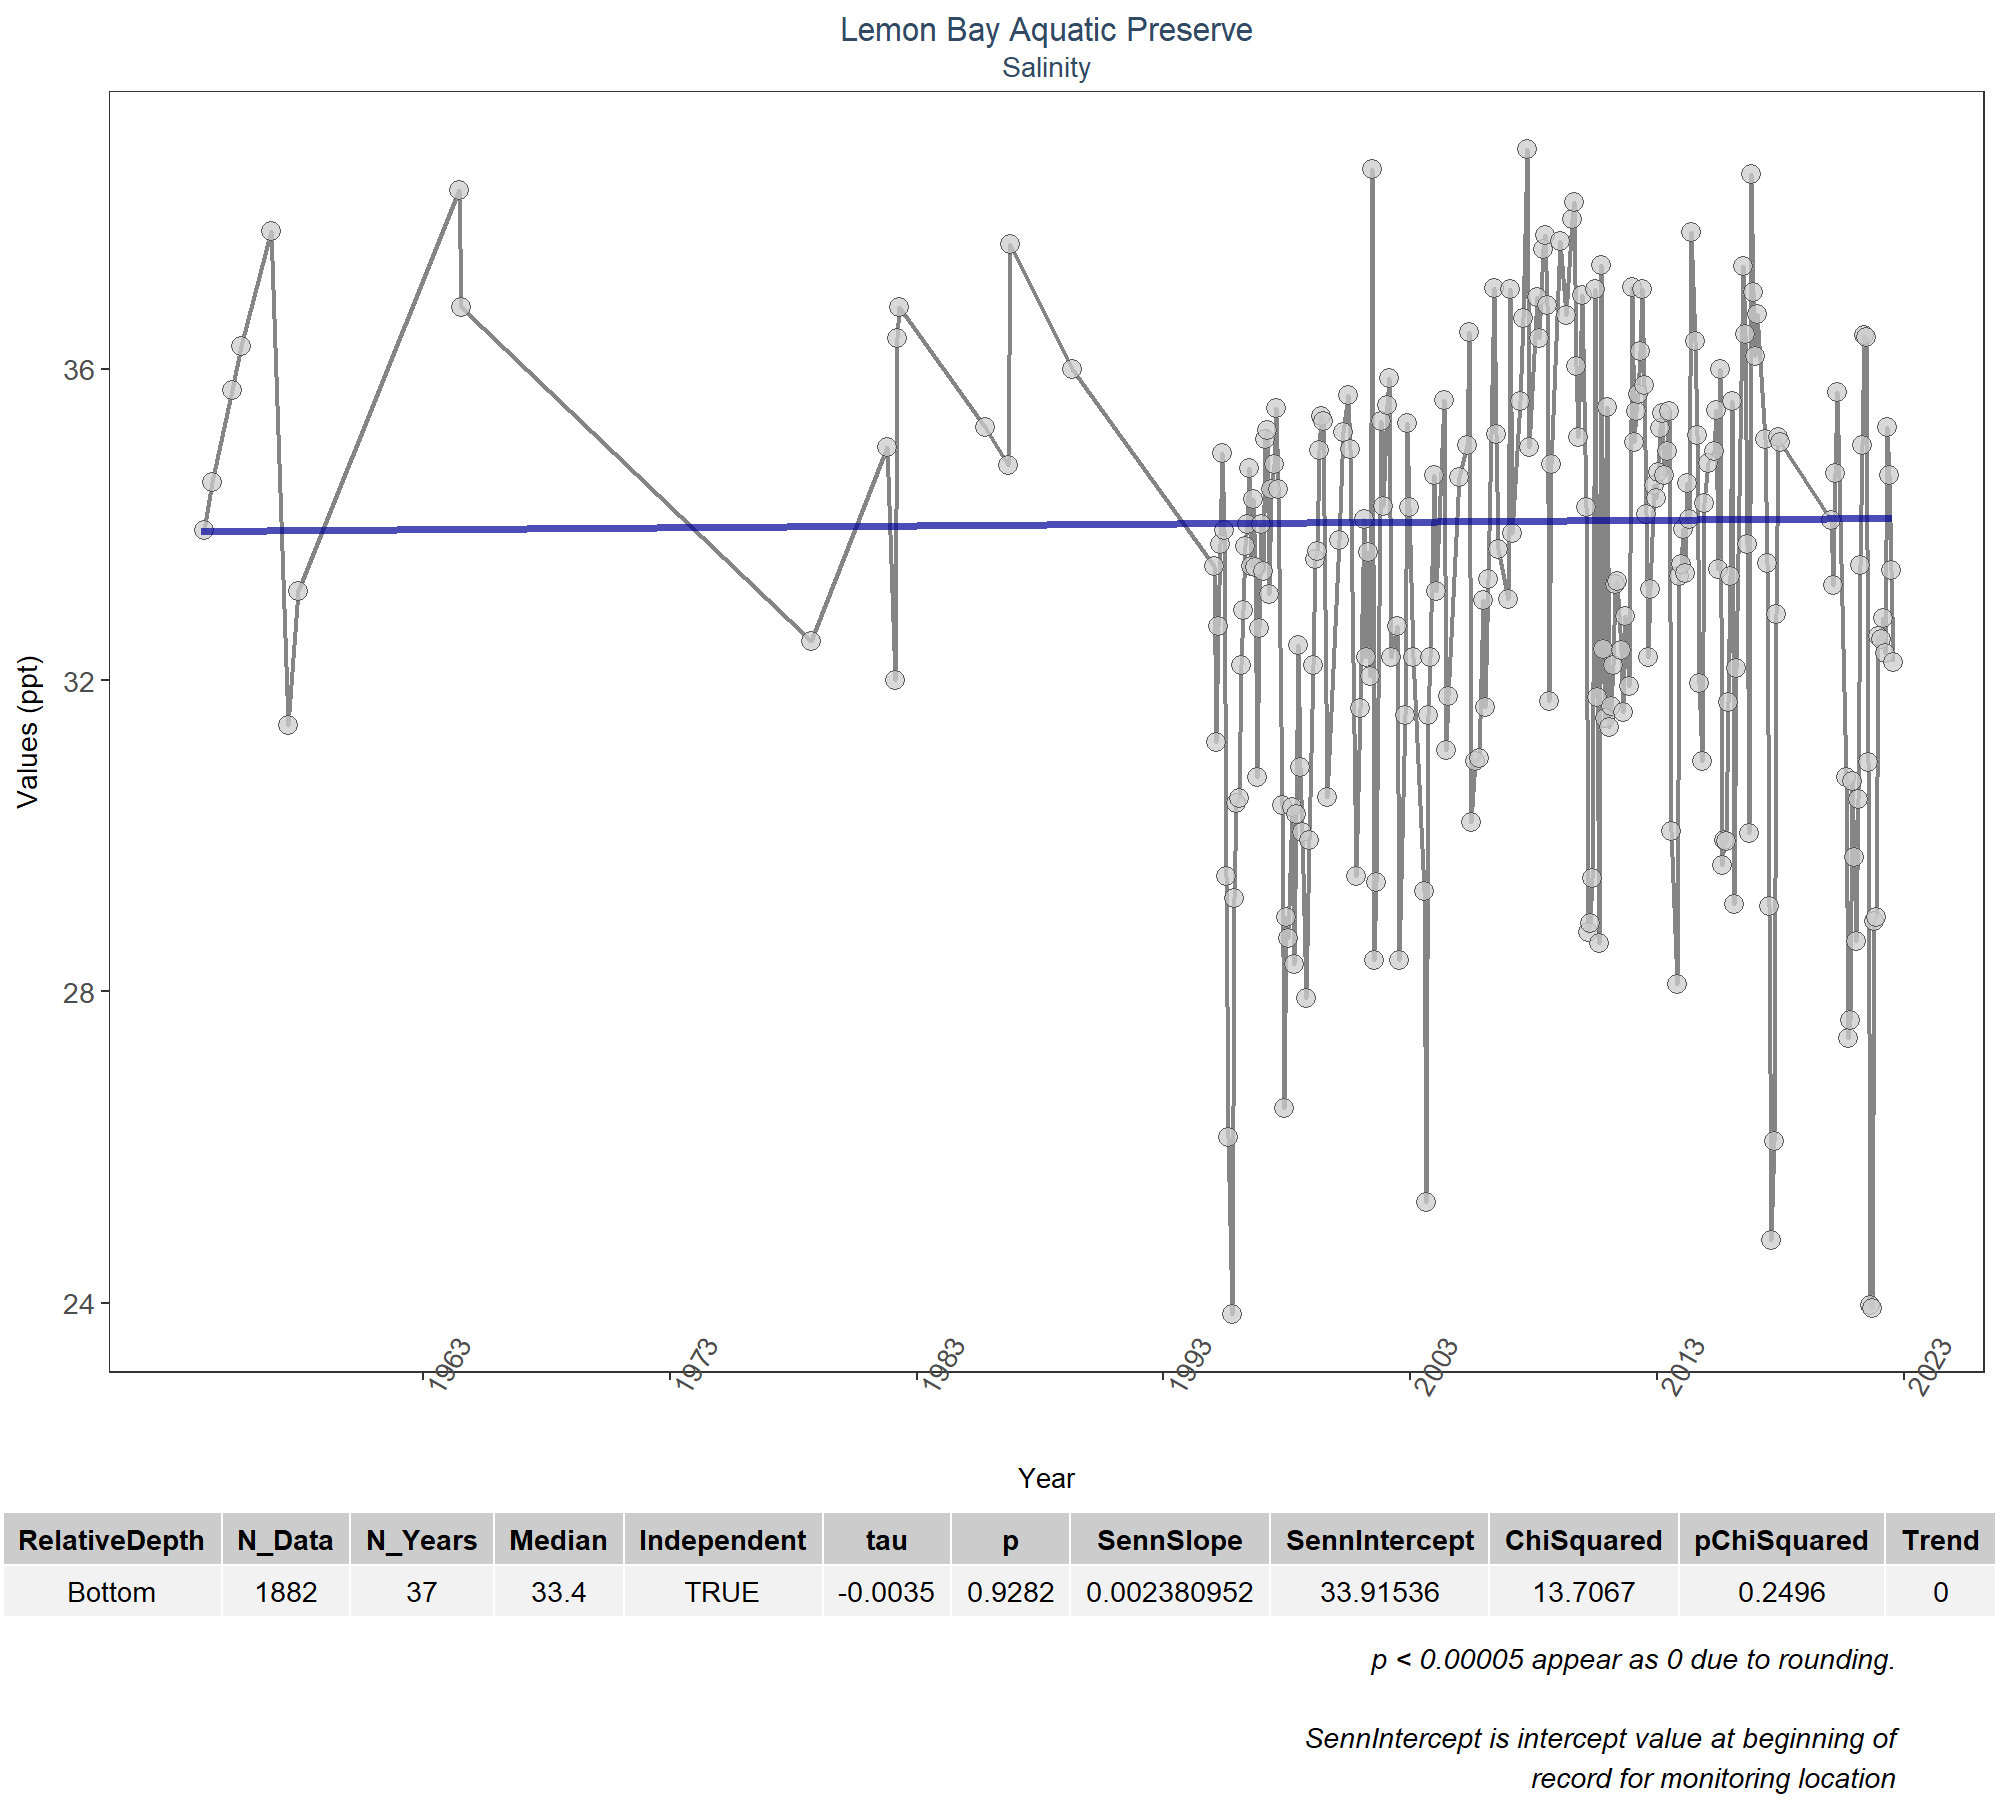 Lemon Bay Aquatic Preserve
Salinity
Values (ppt)
36
32
28
24
1963
1973
1983
1993
2003
2013
2023
Year
RelativeDepth N_Data N_Years Median Independent tau p SennSlope SennIntercept ChiSquared pChiSquared Trend
Bottom 1882 37 33.4 TRUE -0.0035 0.9282 0.002380952 33.91536 13.7067 0.2496 0
p < 0.00005 appear as 0 due to rounding.
SennIntercept is intercept value at beginning of
record for monitoring location